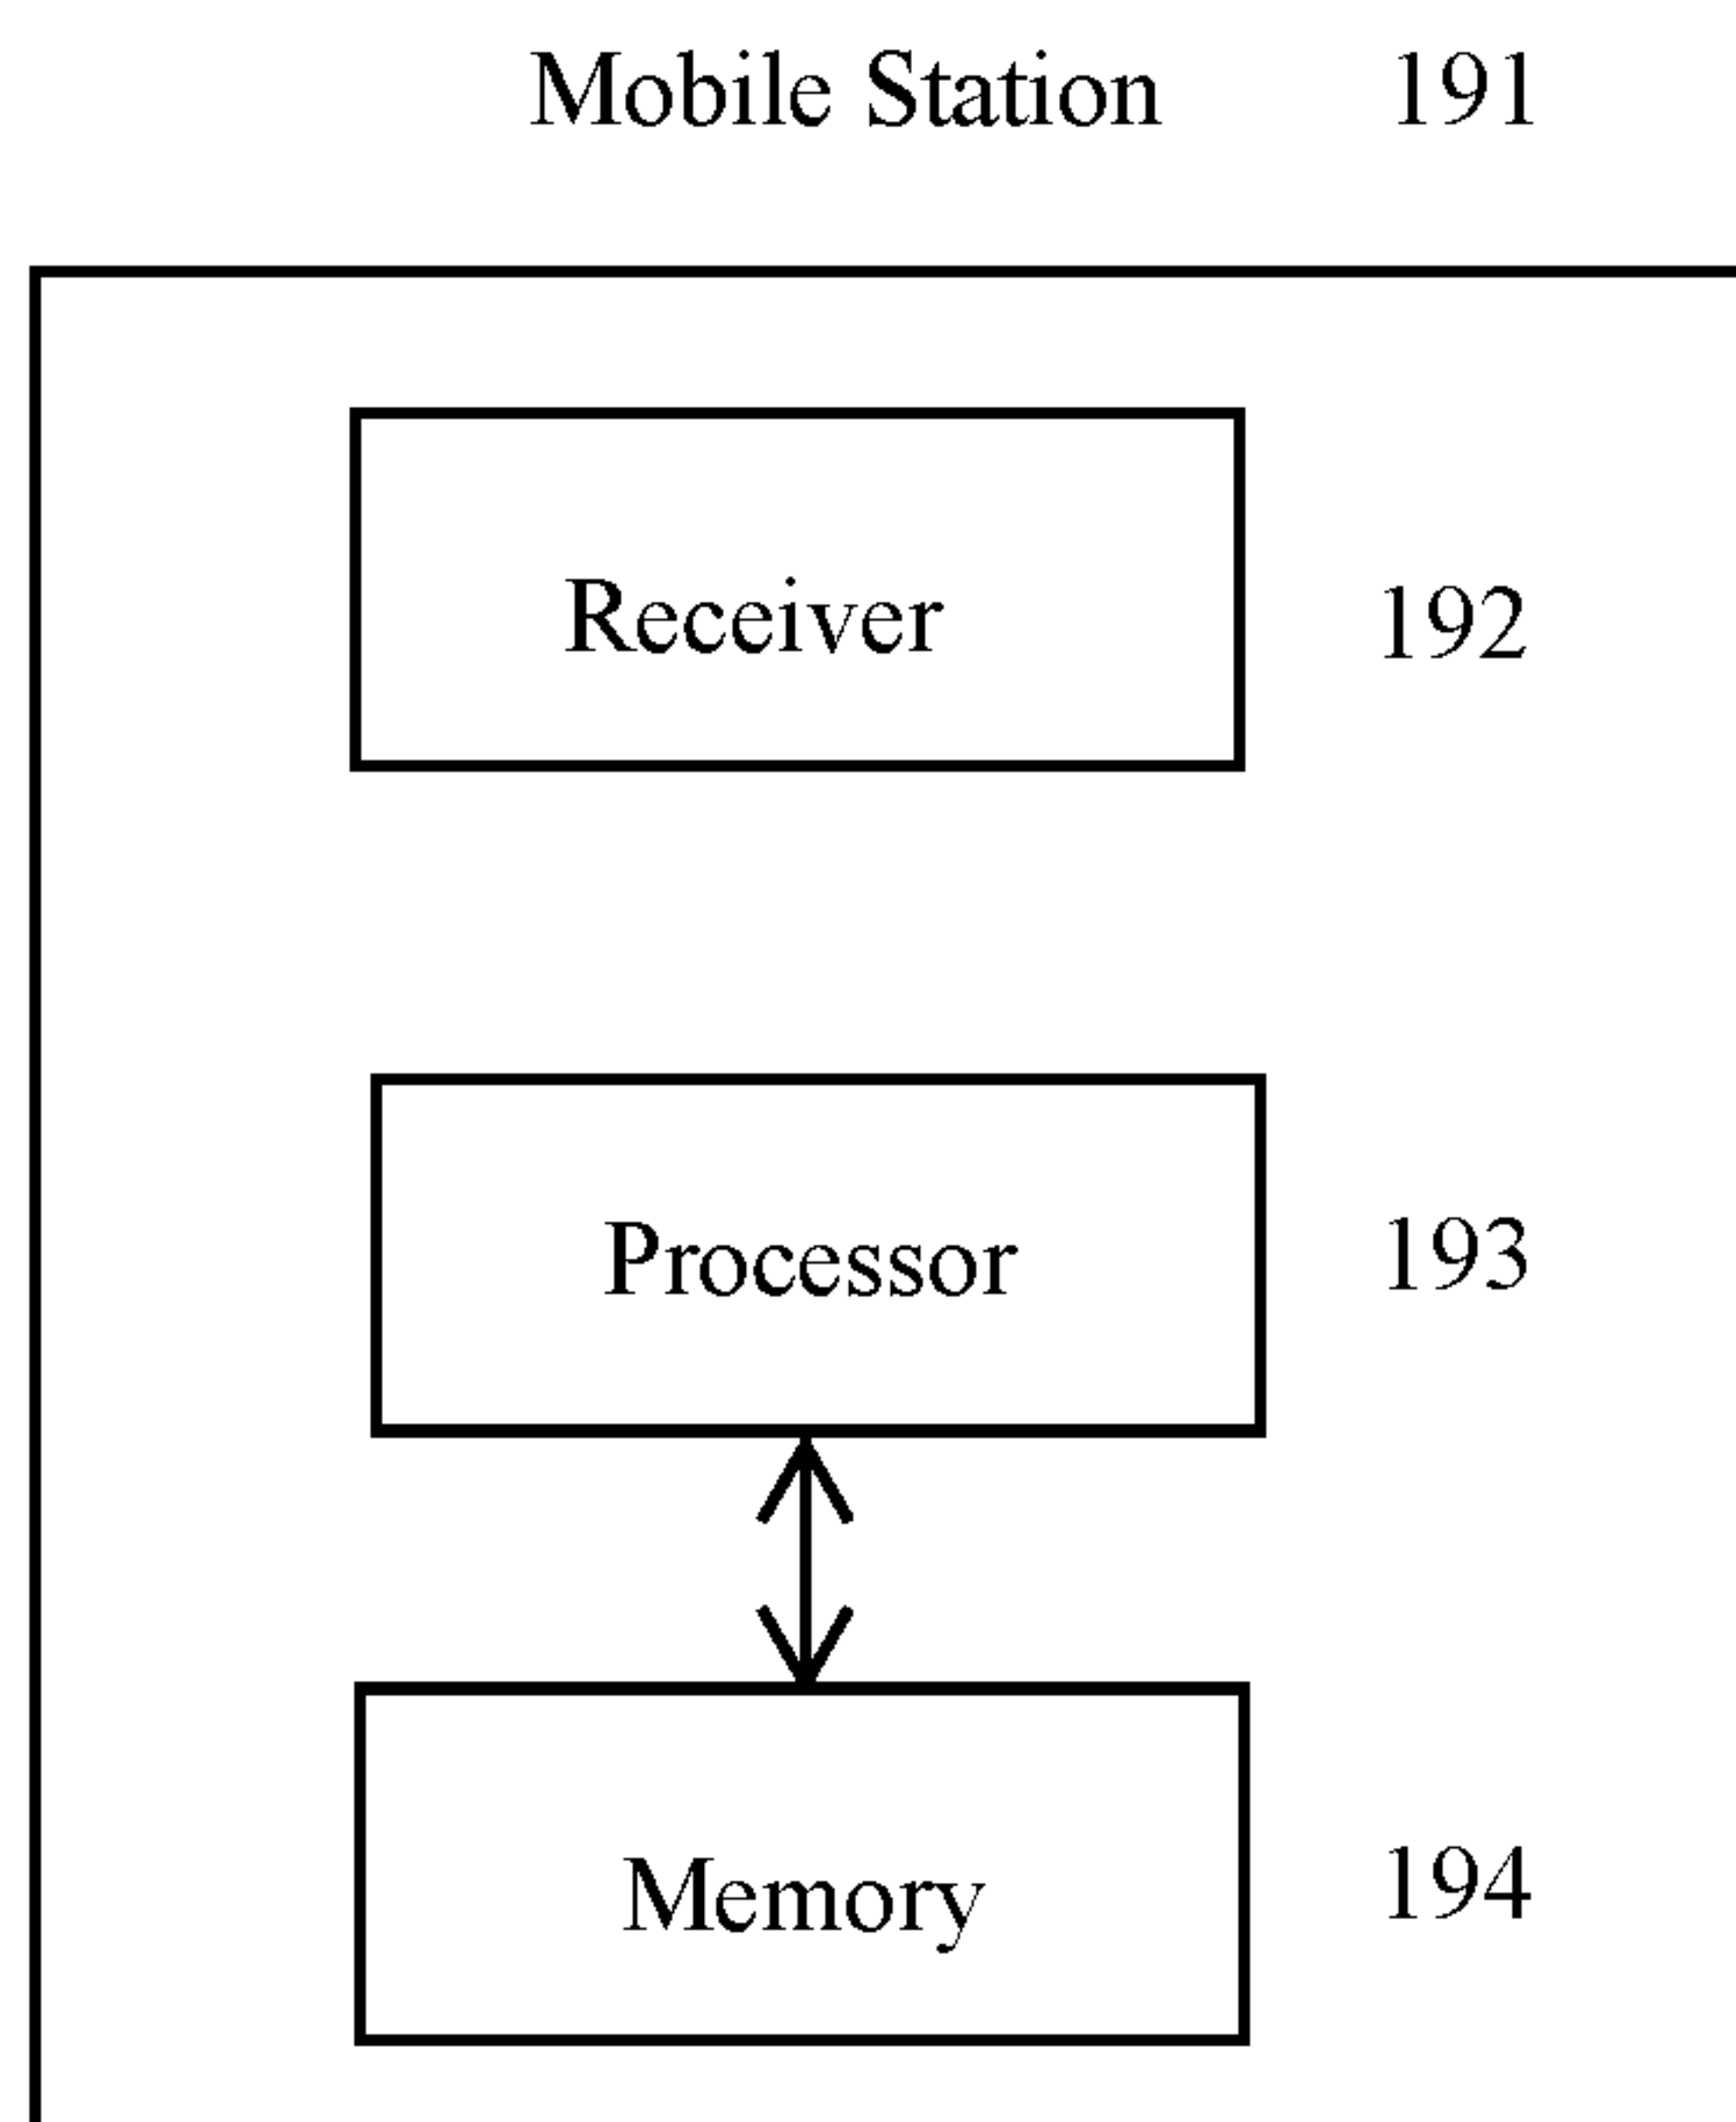 Mobile Station 191
Receiver 192
Processor 193
Memory 194